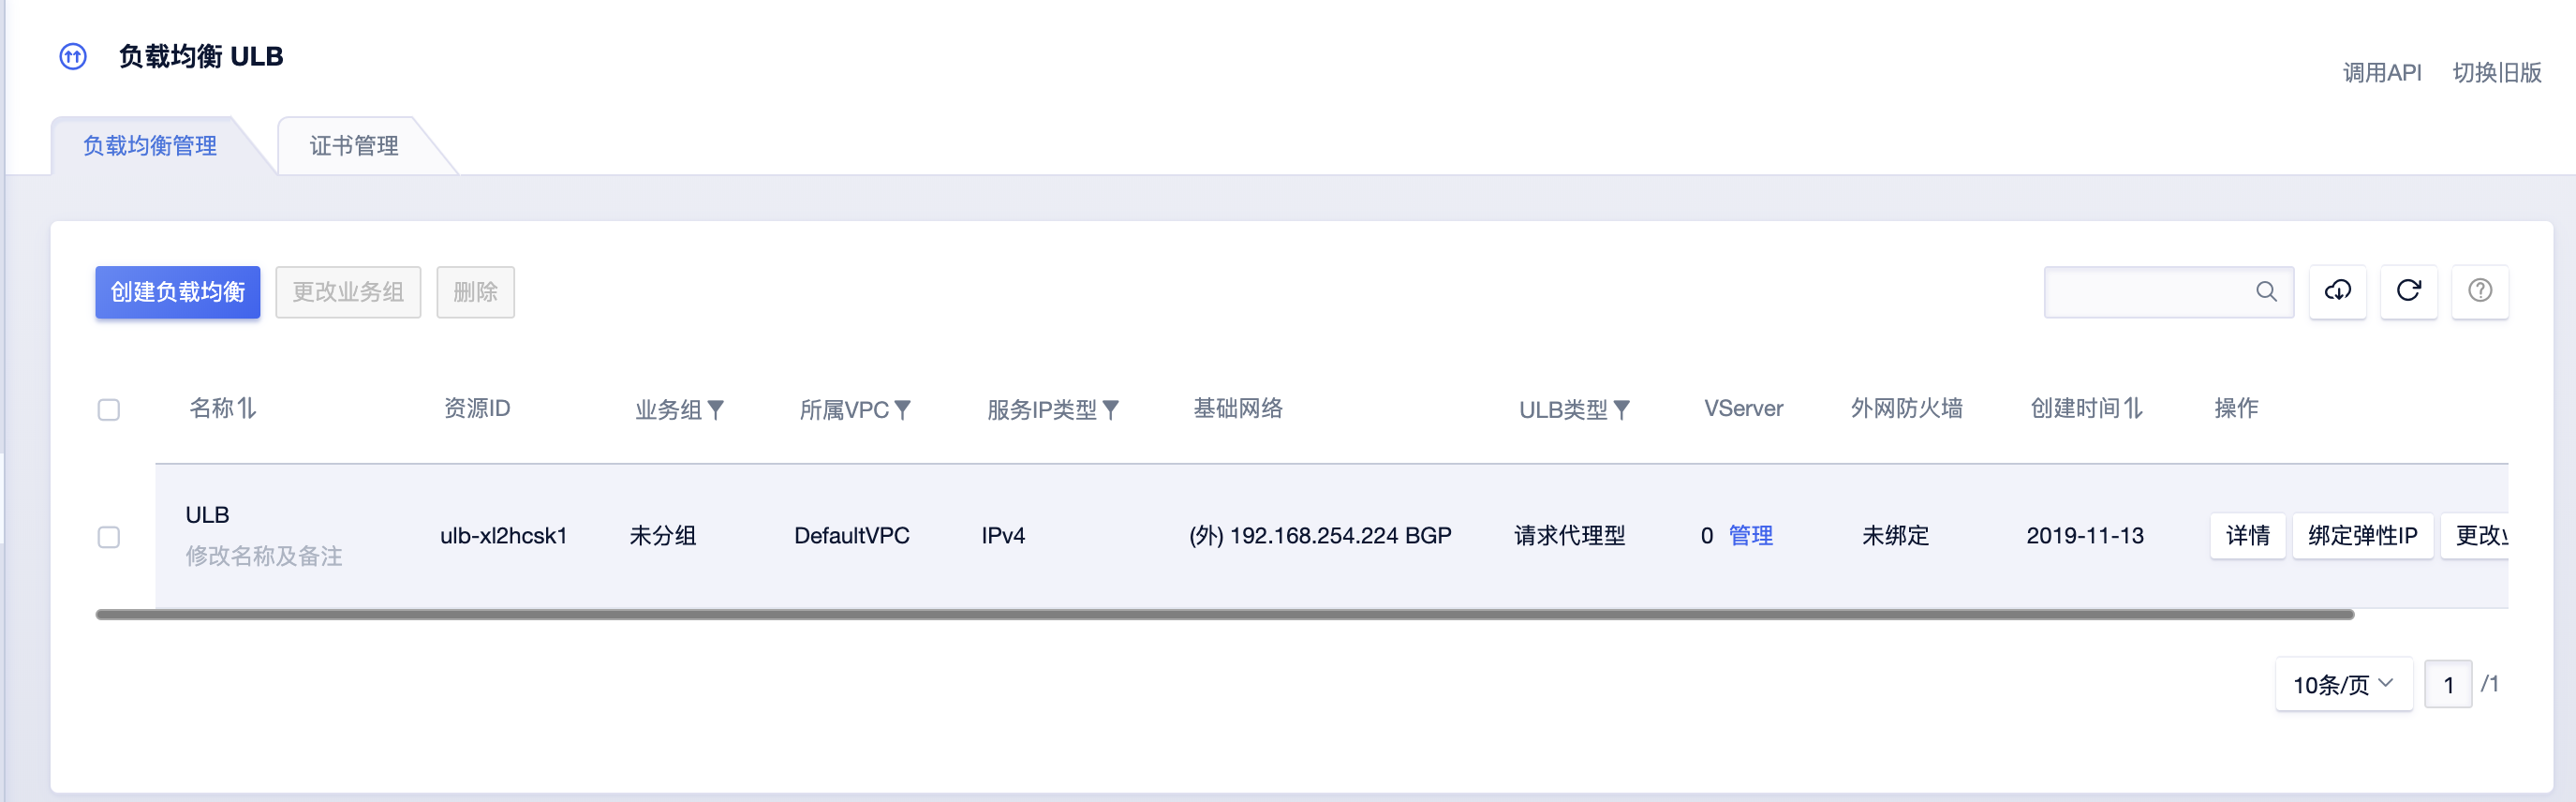 负载均衡 ULB
调用API 切换旧版
负载均衡管理 证书管理
创建负载均衡 更改业务组 删除
名称 资源ID 业务组 所属VPC 服务IP类型 基础网络 ULB类型 VServer 外网防火墙 创建时间 操作
ULB
修改名称及备注
ulb-xl2hcsk1 未分组 DefaultVPC IPv4 (外) 192.168.254.224 BGP 请求代理型 0 管理 未绑定 2019-11-13 详情 绑定弹性IP 更改
10条/页 1 /1